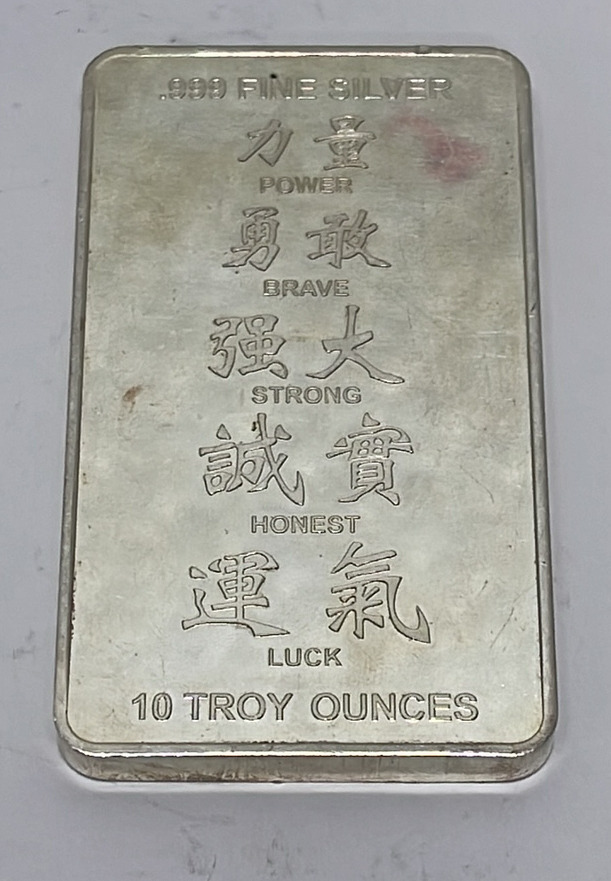 .999 FINE SILVER
力量
POWER
勇敢
BRAVE
強大
STRONG
誠實
HONEST
運氣
LUCK
10 TROY OUNCES